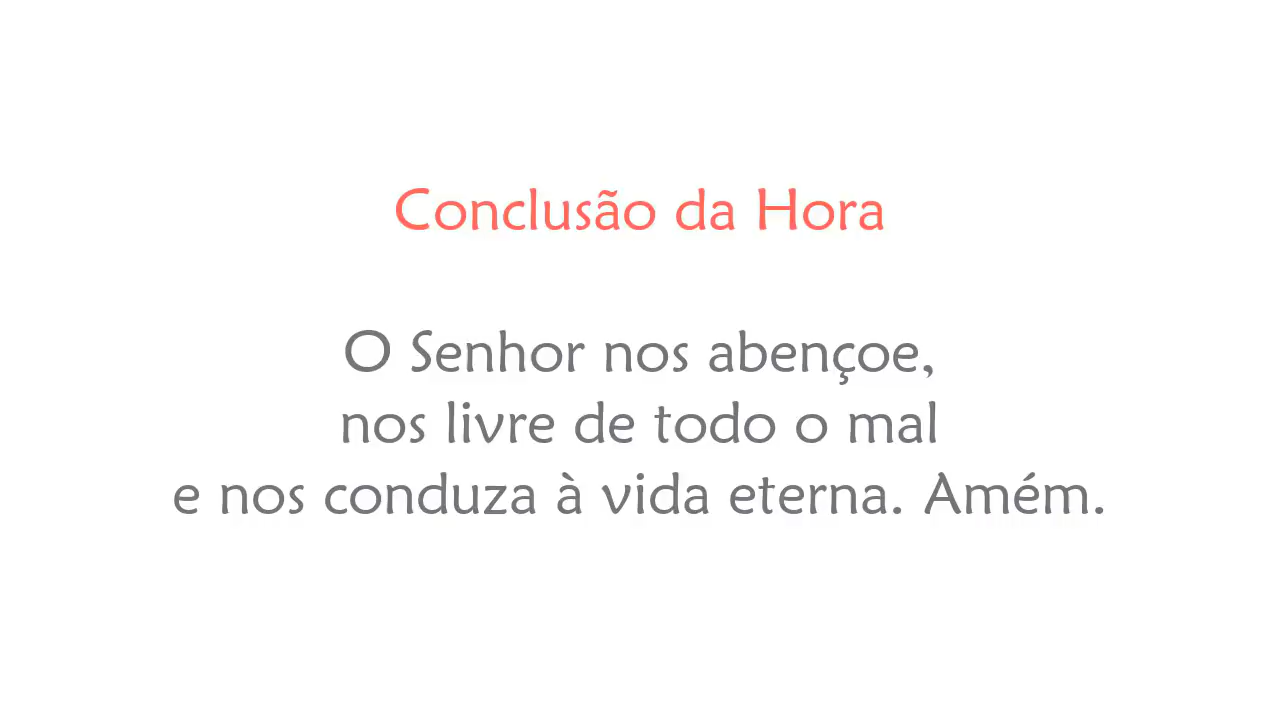 Conclusão da Hora
O Senhor nos abençoe,
nos livre de todo o mal
e nos conduza à vida eterna. Amém.